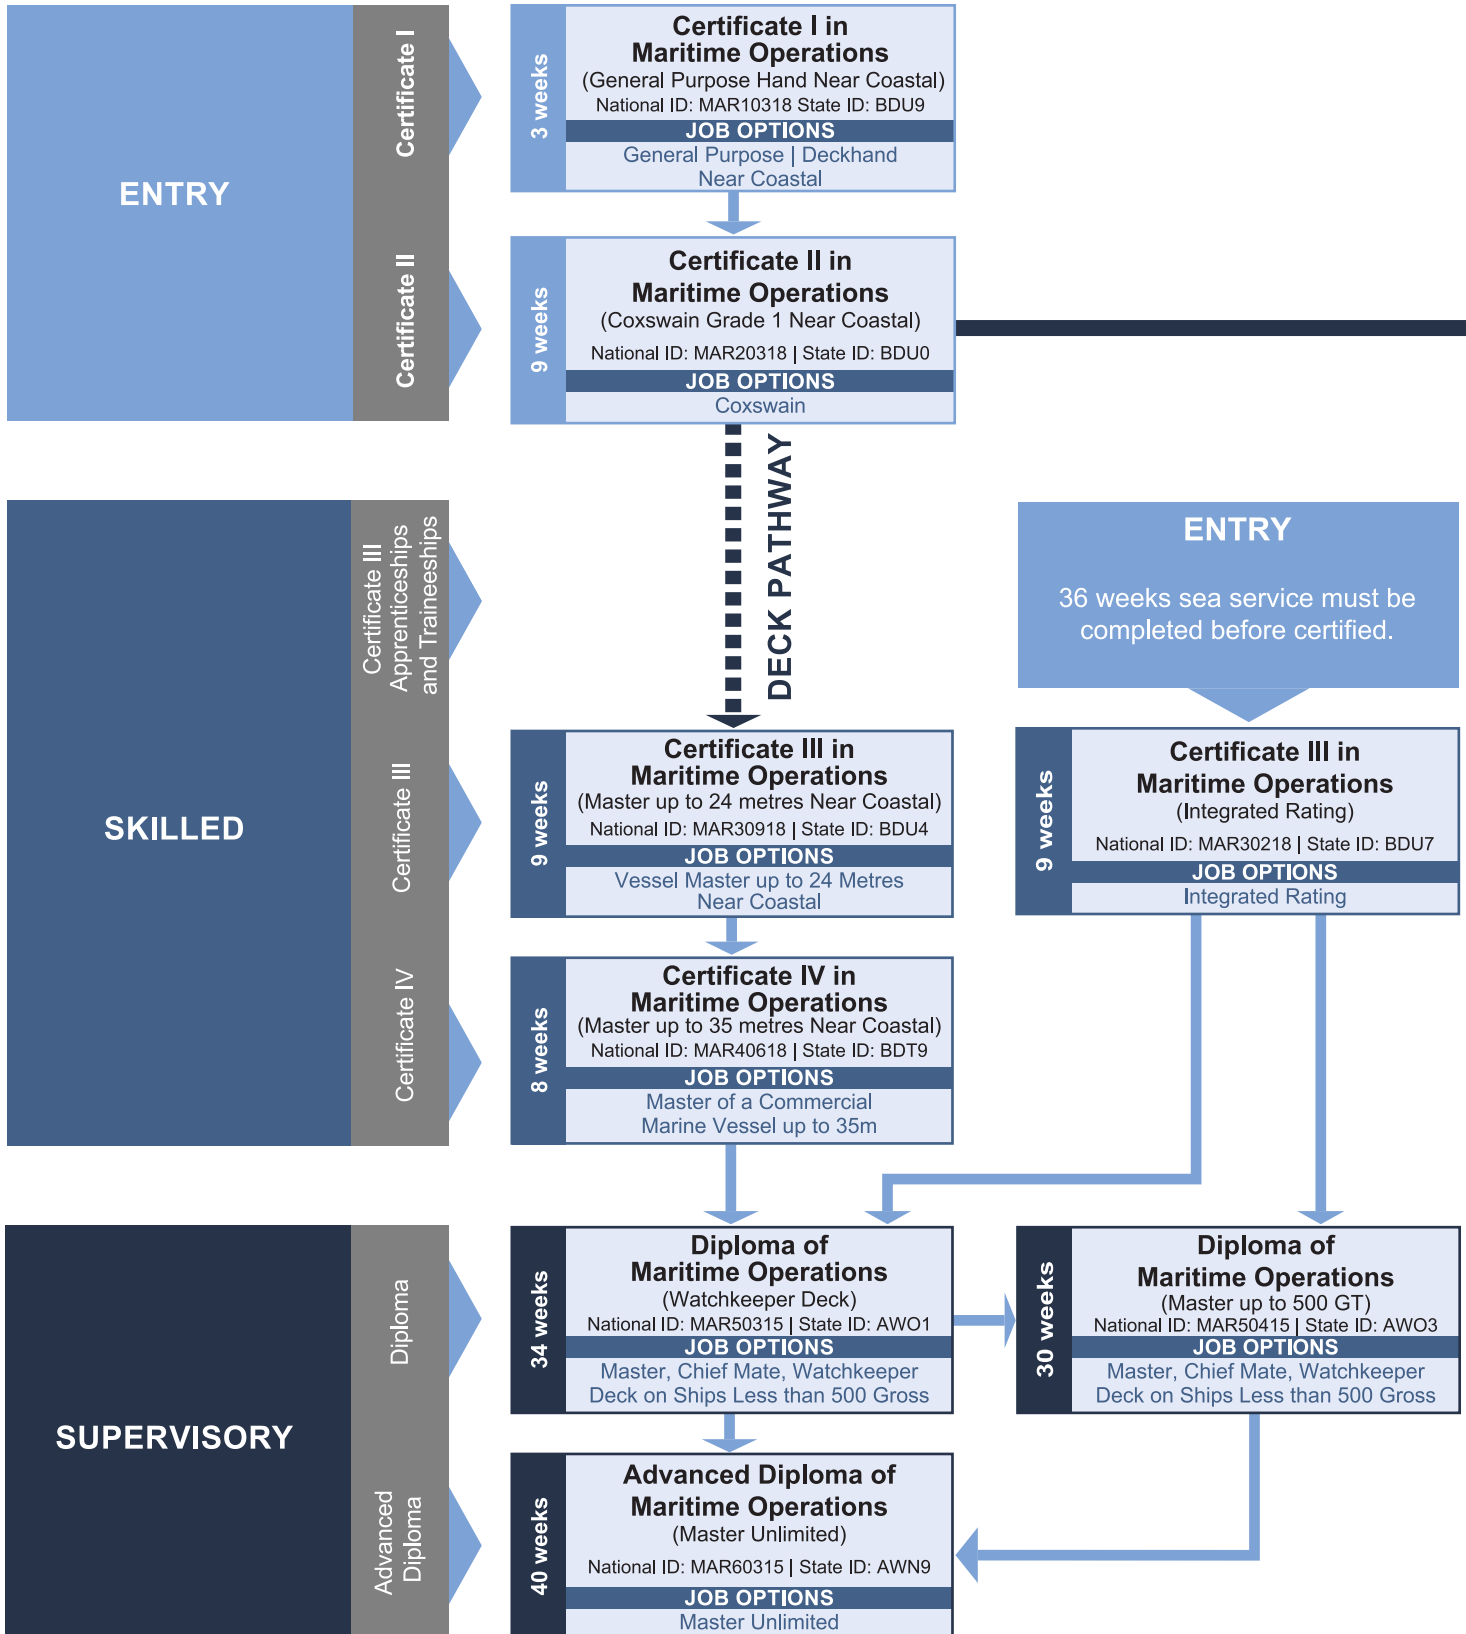 ENTRY
Certificate I
Certificate II
3 weeks
Certificate I in
Maritime Operations
(General Purpose Hand Near Coastal)
National ID: MAR10318 State ID: BDU9
JOB OPTIONS
General Purpose | Deckhand
Near Coastal
9 weeks
Certificate II in
Maritime Operations
(Coxswain Grade 1 Near Coastal)
National ID: MAR20318 | State ID: BDU0
JOB OPTIONS
Coxswain
DECK PATHWAY
SKILLED
Certificate III
Apprenticeships
and Traineeships
Certificate III
Certificate IV
ENTRY
36 weeks sea service must be
completed before certified.
9 weeks
Certificate III in
Maritime Operations
(Master up to 24 metres Near Coastal)
National ID: MAR30918 | State ID: BDU4
JOB OPTIONS
Vessel Master up to 24 Metres
Near Coastal
9 weeks
Certificate III in
Maritime Operations
(Integrated Rating)
National ID: MAR30218 | State ID: BDU7
JOB OPTIONS
Integrated Rating
8 weeks
Certificate IV in
Maritime Operations
(Master up to 35 metres Near Coastal)
National ID: MAR40618 | State ID: BDT9
JOB OPTIONS
Master of a Commercial
Marine Vessel up to 35m
SUPERVISORY
Diploma
Advanced
Diploma
34 weeks
Diploma of
Maritime Operations
(Watchkeeper Deck)
National ID: MAR50315 | State ID: AWO1
JOB OPTIONS
Master, Chief Mate, Watchkeeper
Deck on Ships Less than 500 Gross
30 weeks
Diploma of
Maritime Operations
(Master up to 500 GT)
National ID: MAR50415 | State ID: AWO3
JOB OPTIONS
Master, Chief Mate, Watchkeeper
Deck on Ships Less than 500 Gross
40 weeks
Advanced Diploma of
Maritime Operations
(Master Unlimited)
National ID: MAR60315 | State ID: AWN9
JOB OPTIONS
Master Unlimited